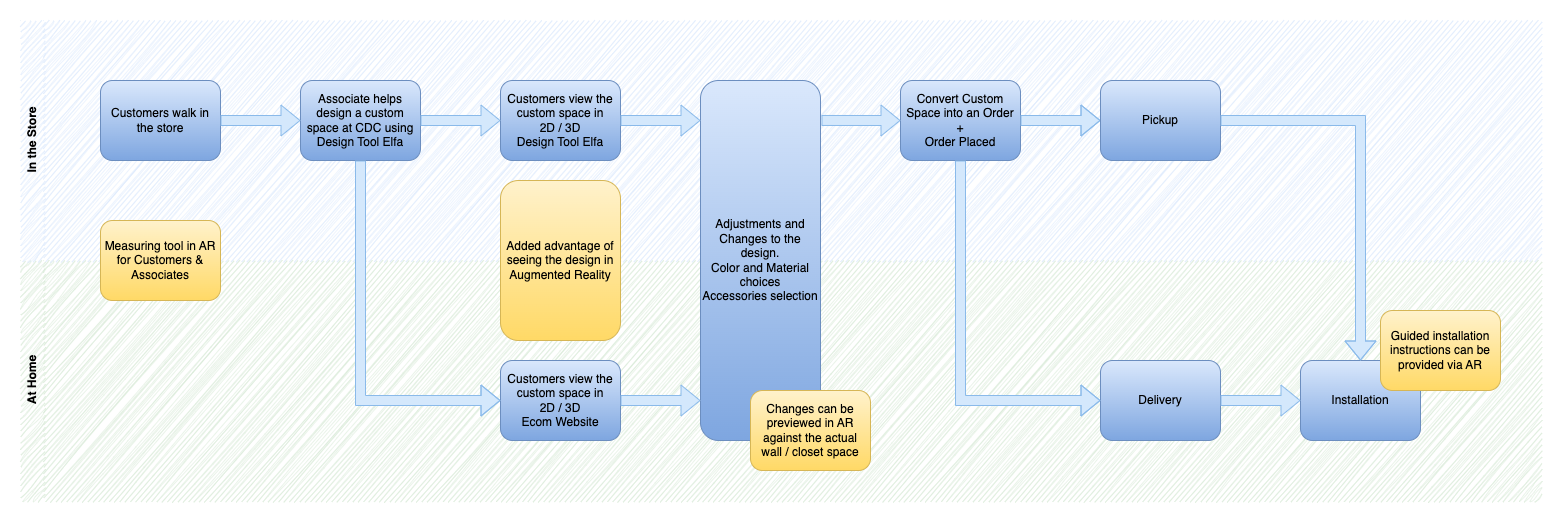 In the Store
Customers walk in
the store
Associate helps
design a custom
space at CDC using
Design Tool Elfa
Customers view the
custom space in
2D / 3D
Design Tool Elfa
Adjustments and
Changes to the
design.
Color and Material
choices
Accessories selection
Convert Custom
Space into an Order
+
Order Placed
Pickup
Measuring tool in AR
for Customers &
Associates
Added advantage of
seeing the design in
Augmented Reality
At Home
Customers view the
custom space in
2D / 3D
Ecom Website
Changes can be
previewed in AR
against the actual
wall / closet space
Delivery
Installation
Guided installation
instructions can be
provided via AR